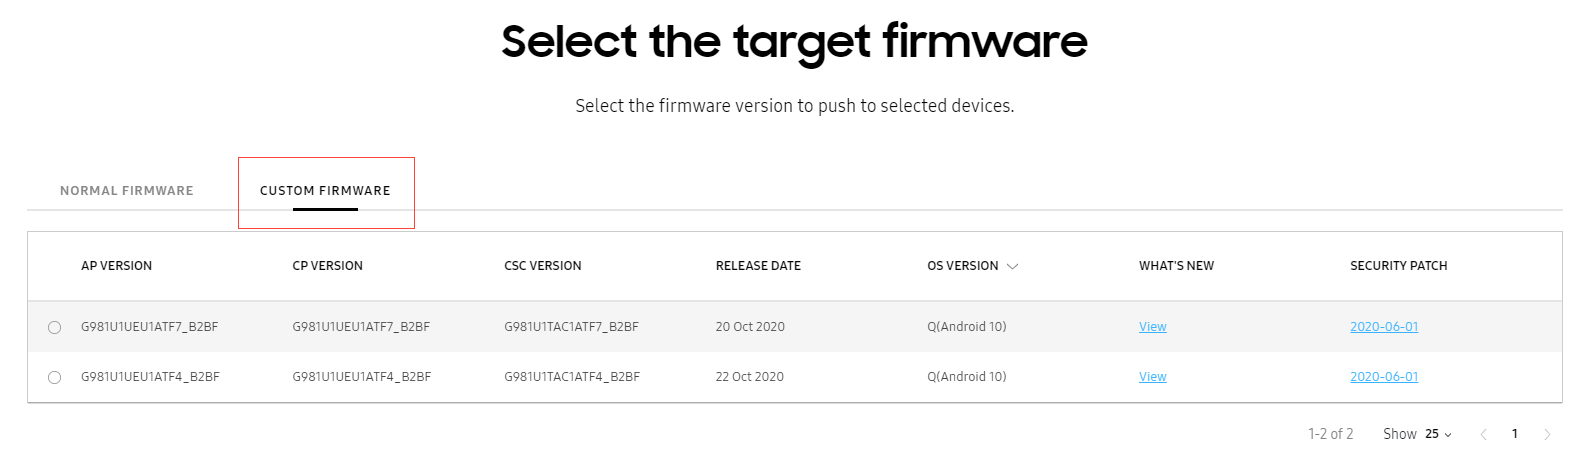 Select the target firmware
Select the firmware version to push to selected devices.
NORMAL FIRMWARE CUSTOM FIRMWARE
AP VERSION CP VERSION CSC VERSION RELEASE DATE OS VERSION WHAT'S NEW SECURITY PATCH
G981U1UEU1ATF7_B2BF G981U1UEU1ATF7_B2BF G981U1TAC1ATF7_B2BF 20 Oct 2020 Q(Android 10) View 2020-06-01
G981U1UEU1ATF4_B2BF G981U1UEU1ATF4_B2BF G981U1TAC1ATF4_B2BF 22 Oct 2020 Q(Android 10) View 2020-06-01
1-2 of 2 Show 25 1